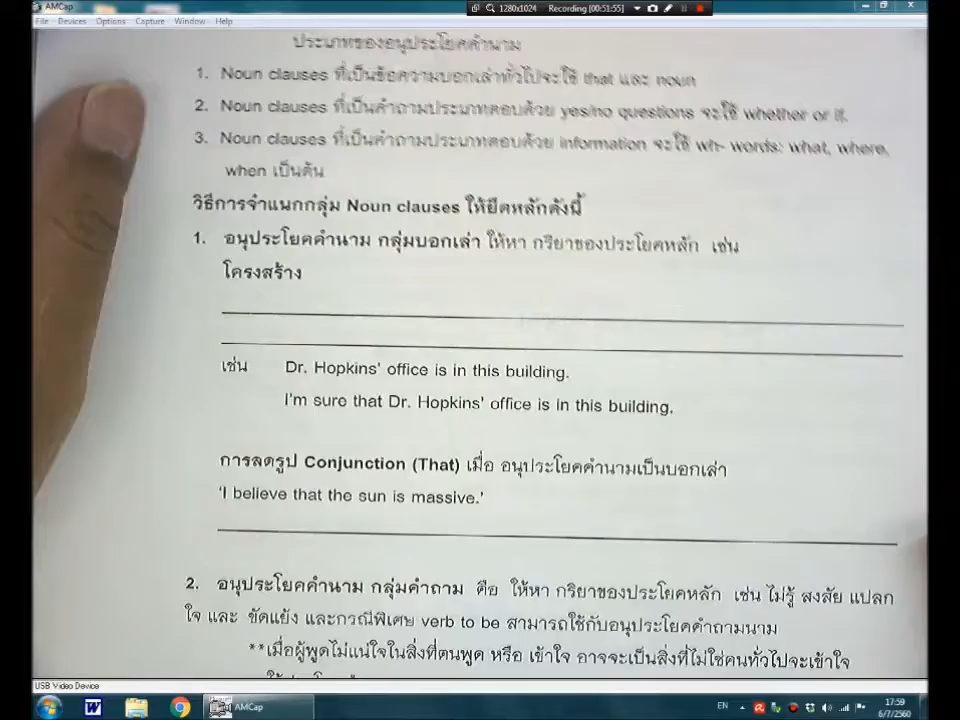 AMCap
Recording [00:51:55]
1280x1024
File Devices Options Capture Window Help
ประเภทของอนุประโยคคำนาม
1. Noun clauses ที่เป็นข้อความบอกเล่าทั่วไปจะใช้ that และ noun
2. Noun clauses ที่เป็นคำถามประเภทตอบด้วย yes/no questions จะใช้ whether or if.
3. Noun clauses ที่เป็นคำถามประเภทตอบด้วย information จะใช้ wh- words: what, where,
when เป็นต้น
วิธีการจำแนกกลุ่ม Noun clauses ให้ยึดหลักดังนี้
1. อนุประโยคคำนาม กลุ่มบอกเล่า ให้หา กริยาของประโยคหลัก เช่น
โครงสร้าง
เช่น Dr. Hopkins' office is in this building.
I'm sure that Dr. Hopkins' office is in this building.
การลดรูป Conjunction (That) เมื่อ อนุประโยคคำนามเป็นบอกเล่า
'I believe that the sun is massive.'
2. อนุประโยคคำนาม กลุ่มคำถาม คือ ให้หา กริยาของประโยคหลัก เช่น ไม่รู้ สงสัย แปลก
ใจ และ ขัดแย้ง และกรณีพิเศษ verb to be สามารถใช้กับอนุประโยคคำถามนาม
**เมื่อผู้พูดไม่แน่ใจในสิ่งที่ตนพูด หรือ เข้าใจ อาจจะเป็นสิ่งที่ไม่ใช่คนทั่วไปจะเข้าใจ
USB Video Device
AMCap
EN
17:59
6/7/2560